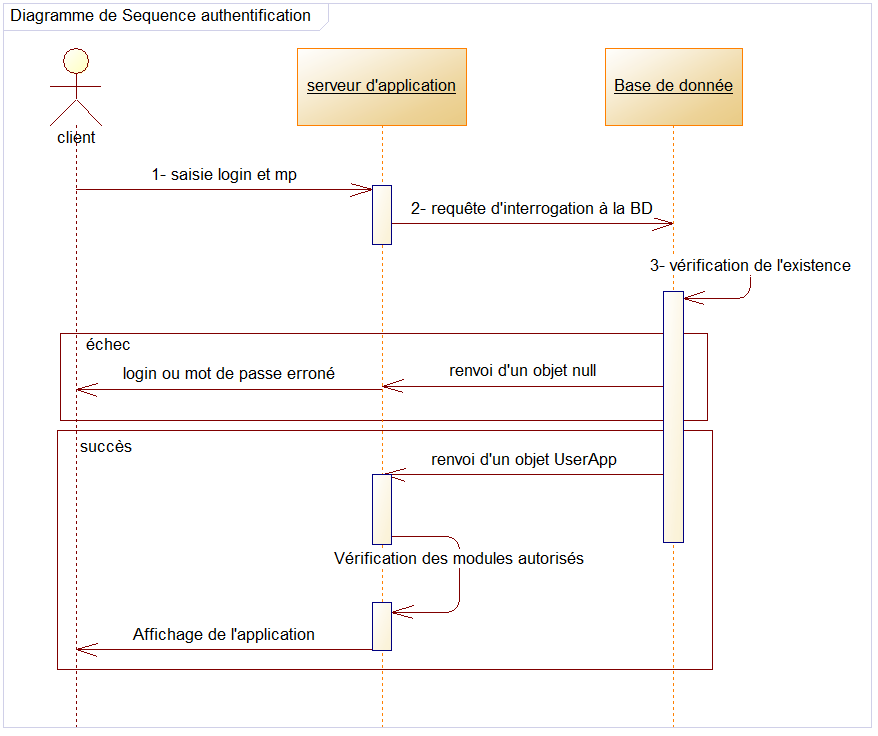 Diagramme de Sequence authentification
serveur d'application
Base de donnée
client
1- saisie login et mp
2- requête d'interrogation à la BD
3- vérification de l'existence
échec
login ou mot de passe erroné
renvoi d'un objet null
succès
renvoi d'un objet UserApp
Vérification des modules autorisés
Affichage de l'application